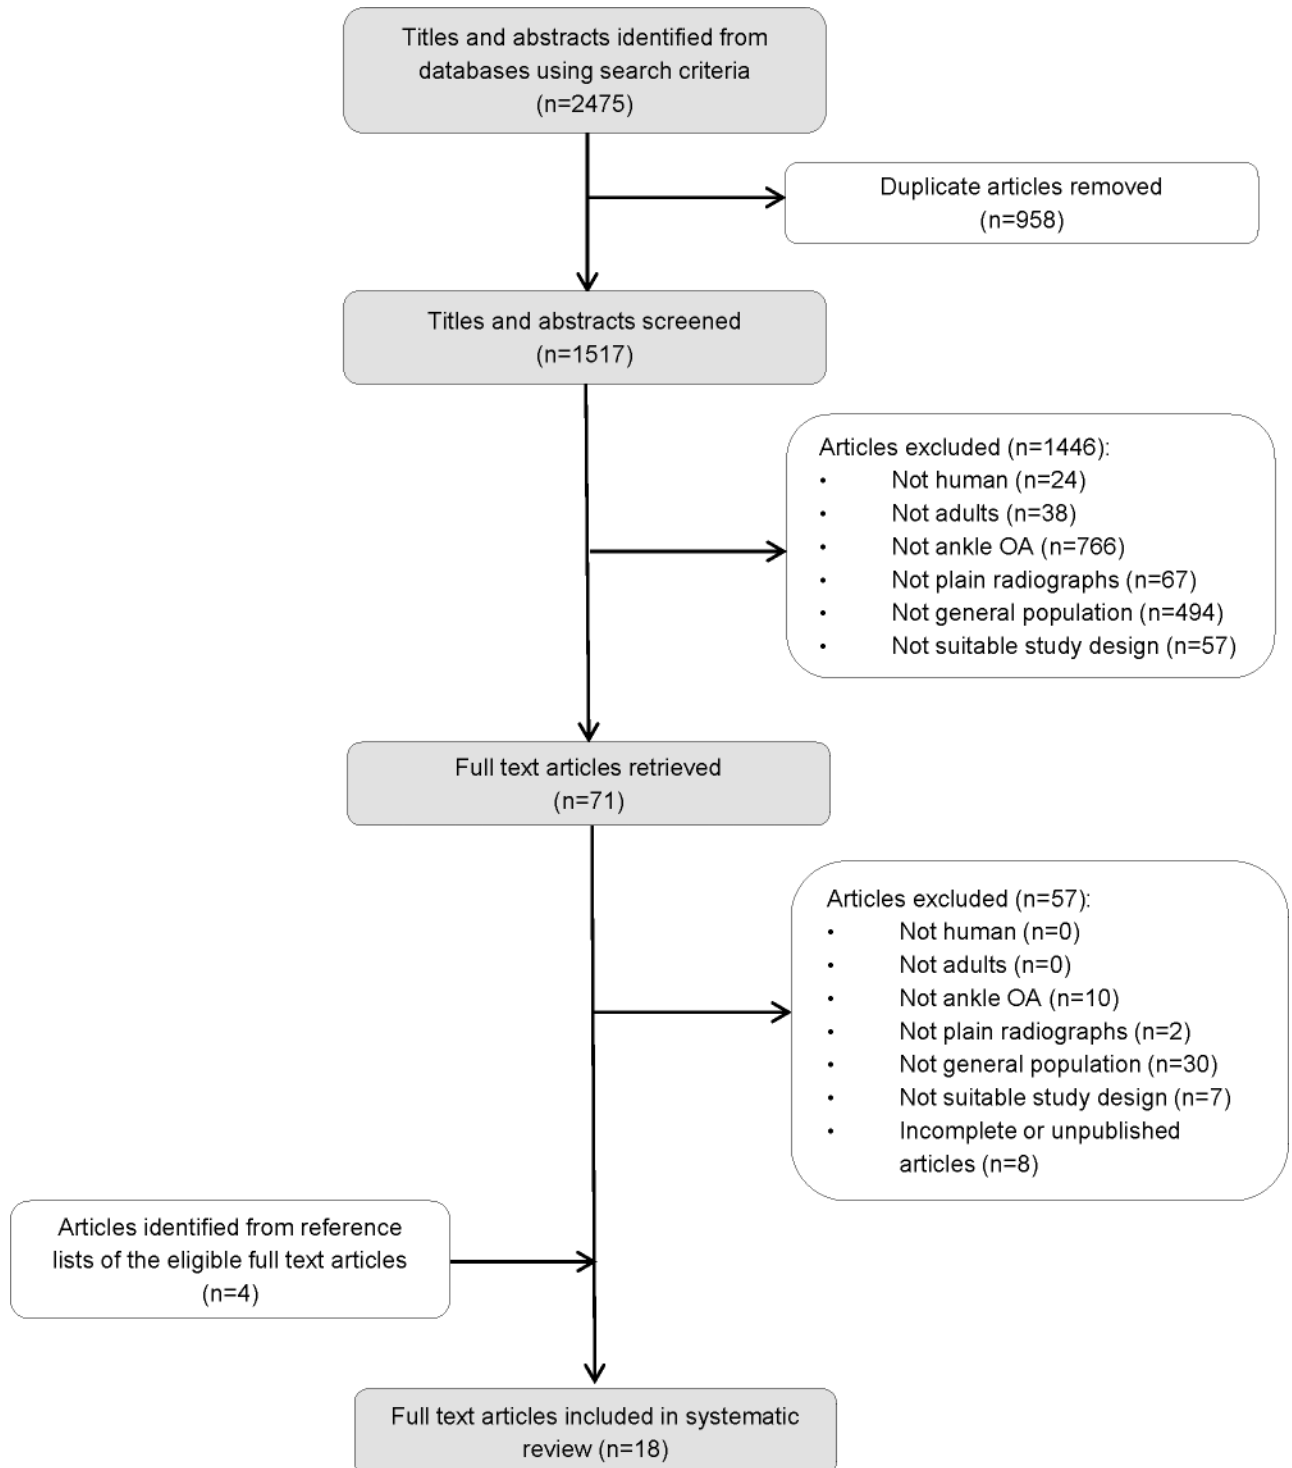 Titles and abstracts identified from
databases using search criteria
(n=2475)
Duplicate articles removed
(n=958)
Titles and abstracts screened
(n=1517)
Articles excluded (n=1446):
• Not human (n=24)
• Not adults (n=38)
• Not ankle OA (n=766)
• Not plain radiographs (n=67)
• Not general population (n=494)
• Not suitable study design (n=57)
Full text articles retrieved
(n=71)
Articles excluded (n=57):
• Not human (n=0)
• Not adults (n=0)
• Not ankle OA (n=10)
• Not plain radiographs (n=2)
• Not general population (n=30)
• Not suitable study design (n=7)
• Incomplete or unpublished
articles (n=8)
Articles identified from reference
lists of the eligible full text articles
(n=4)
Full text articles included in systematic
review (n=18)